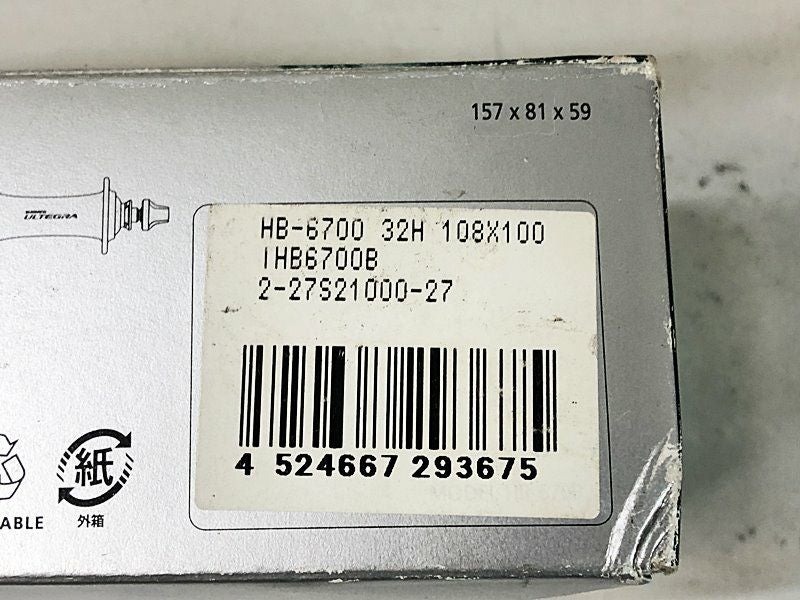 157 x 81 x 59
SHIMANO
ULTEGRA
HB-6700 32H 108X100
IHB6700B
2-27S21000-27
4 524667 293675
紙
ABLE
外箱